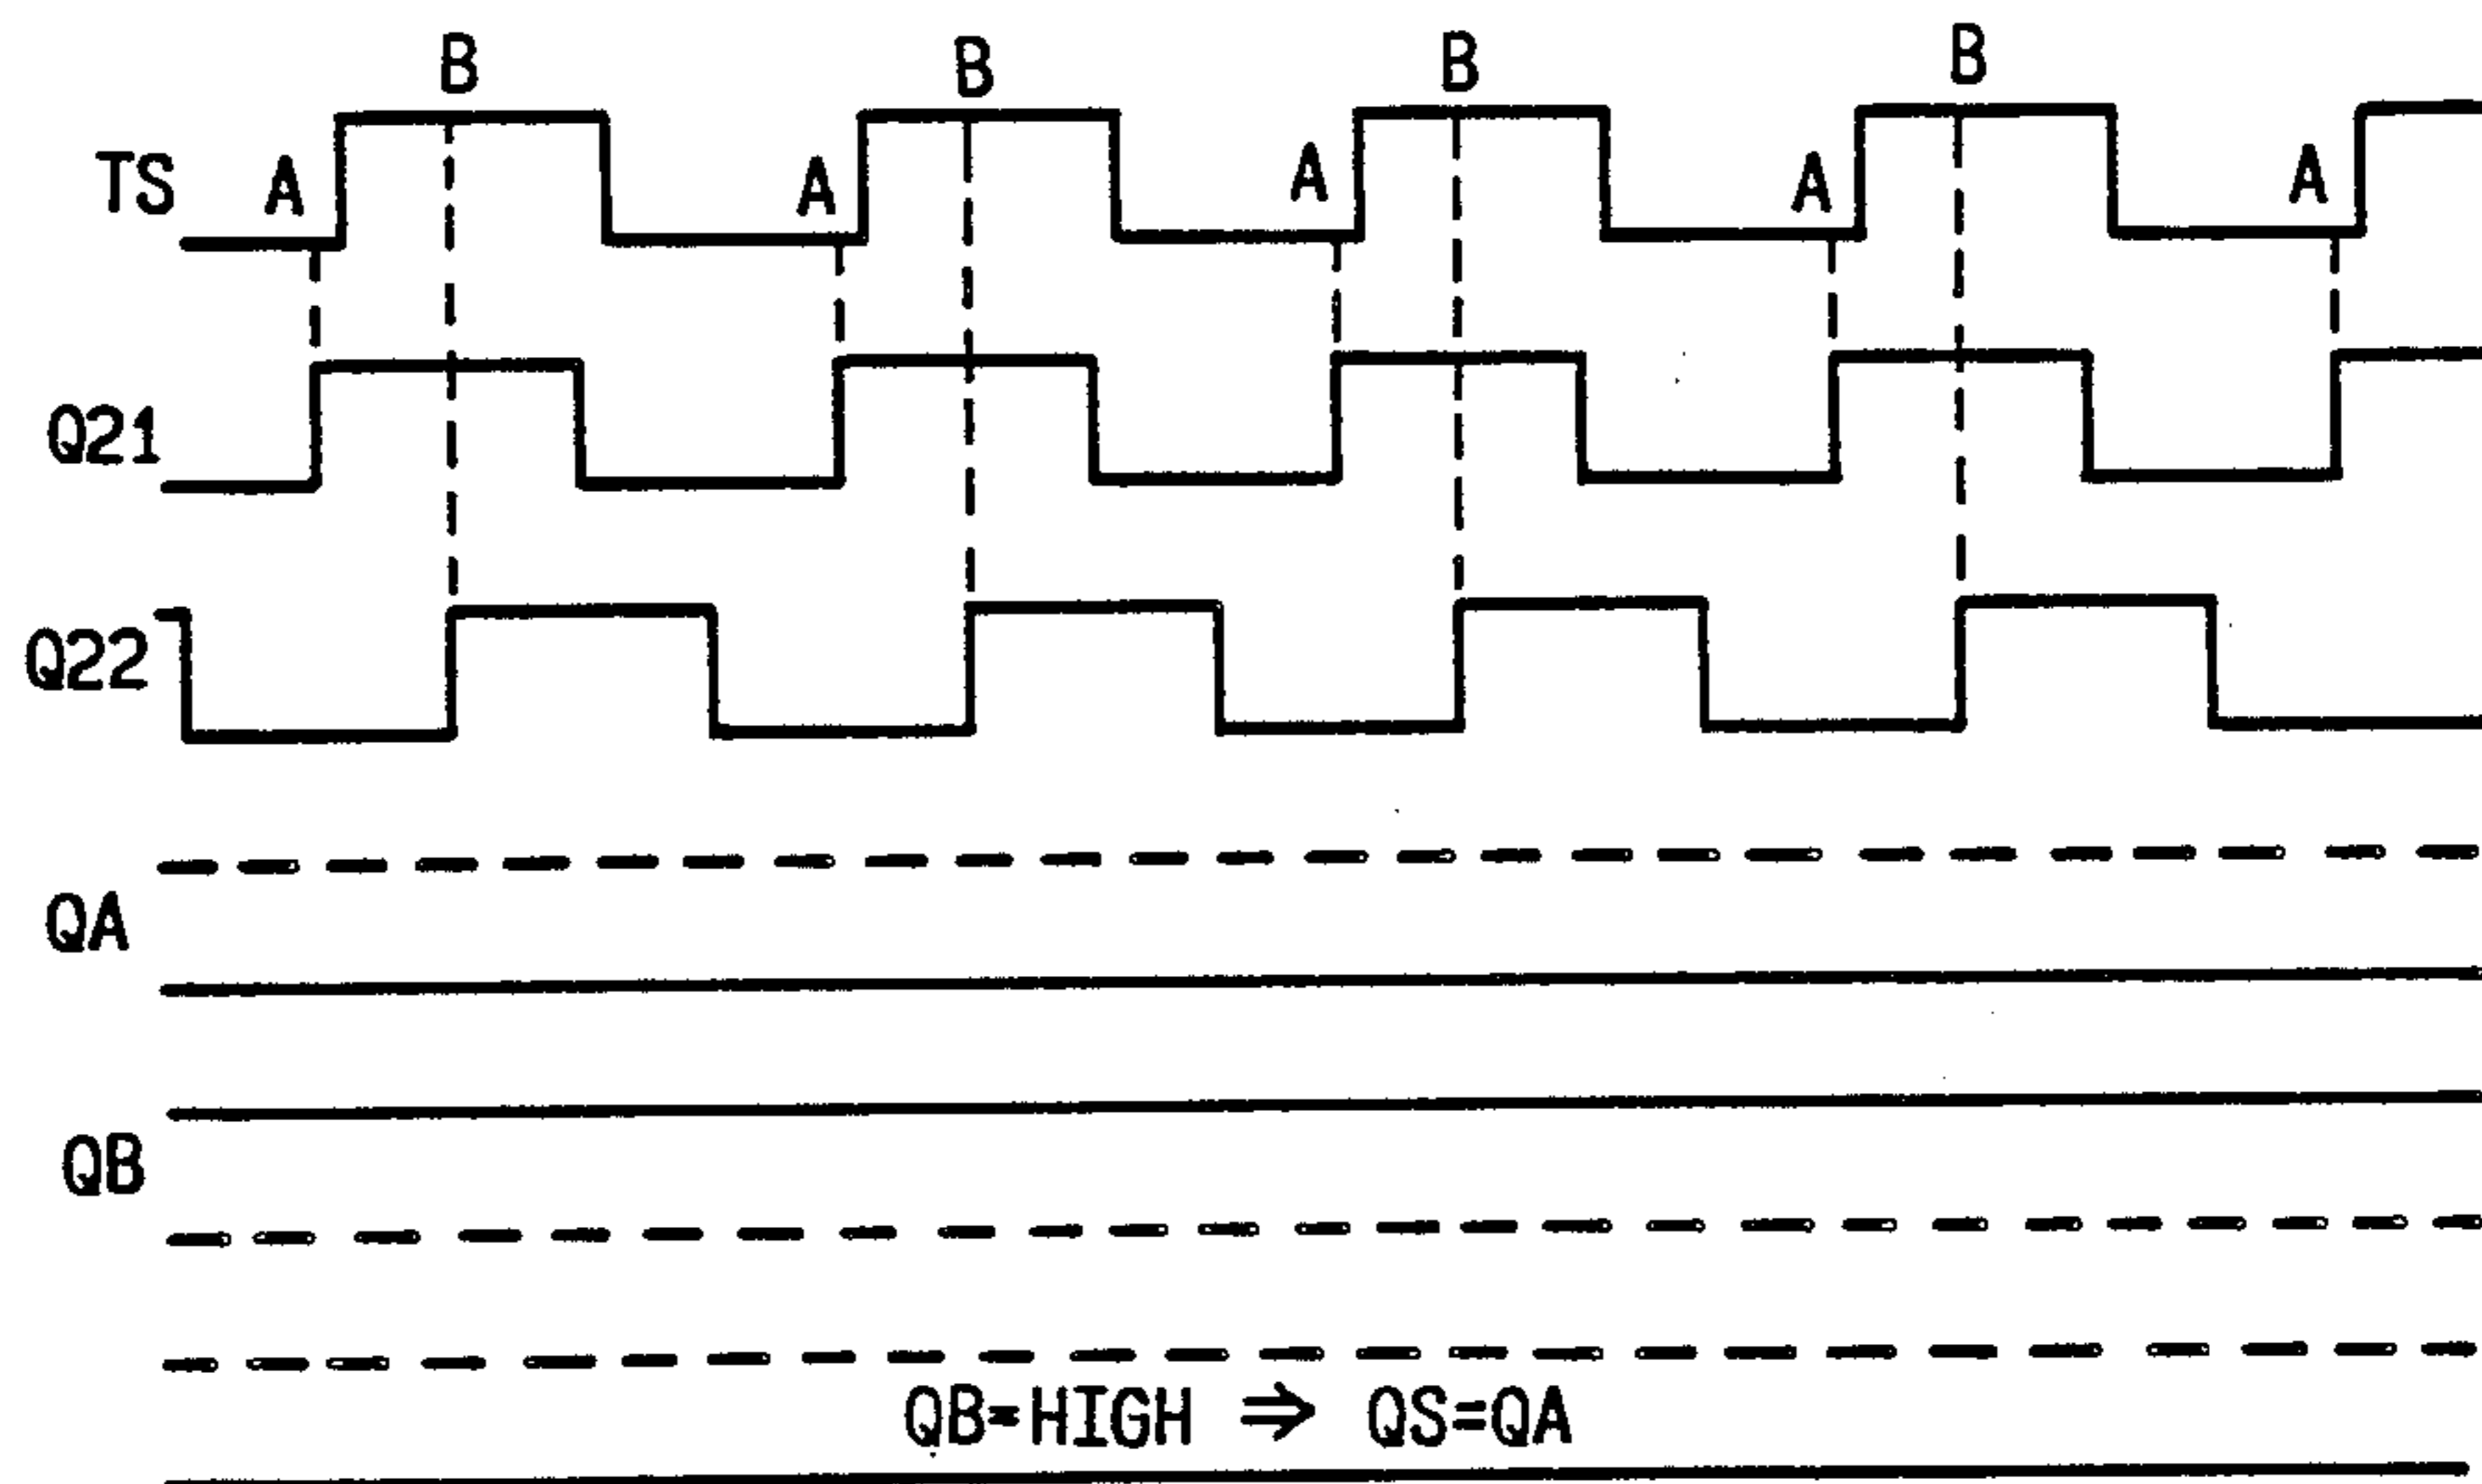 B B B B
TS A A A A A
Q21
Q22
QA
QB
QB=HIGH ⇒ QS=QA